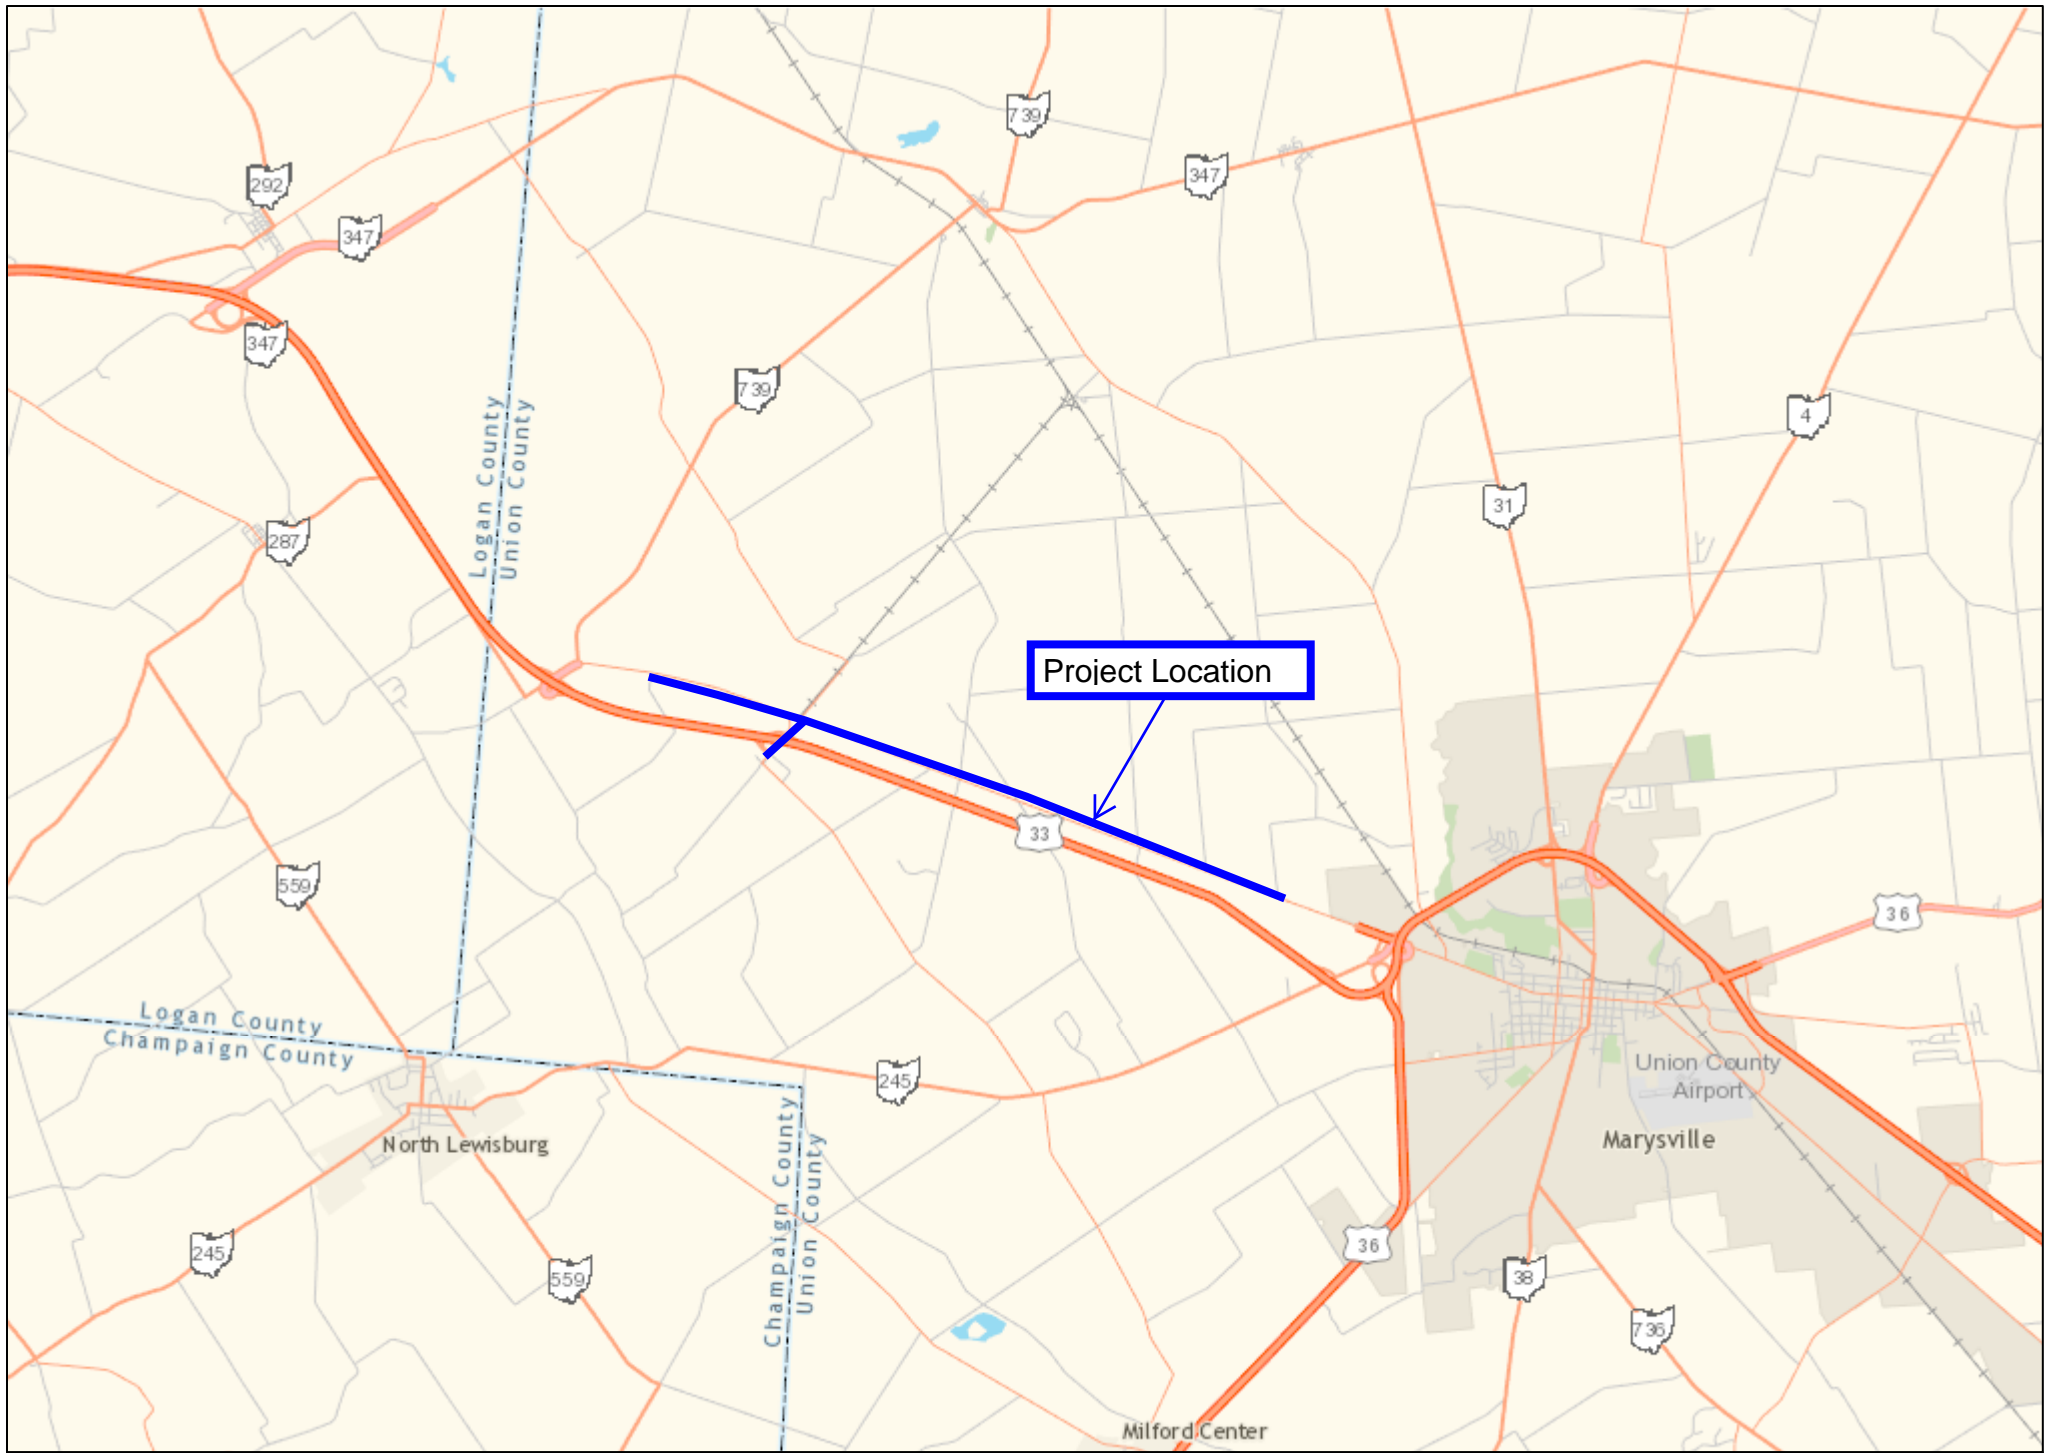 739
292
347
347
347
739
4
Logan County
Union County
31
287
Project Location
33
559
36
Logan County
Champaign County
245
Union County
Airport
North Lewisburg
Marysville
Champaign County
Union County
245
36
559
38
736
Milford Center